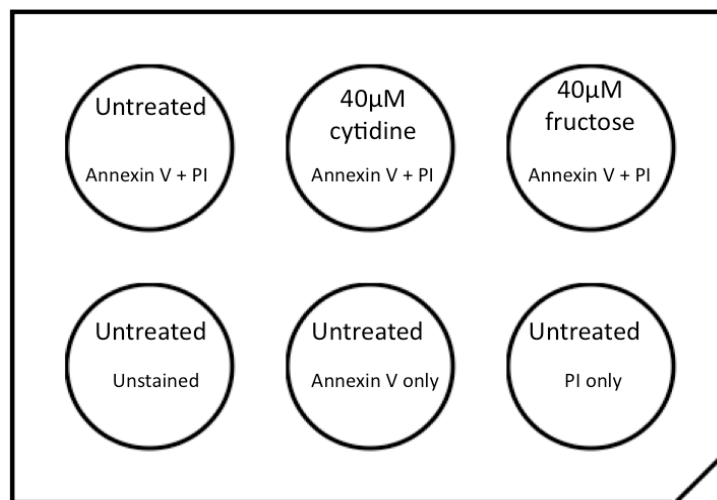 Untreated
Annexin V + PI
40µM
cytidine
Annexin V + PI
40µM
fructose
Annexin V + PI
Untreated
Unstained
Untreated
Annexin V only
Untreated
PI only